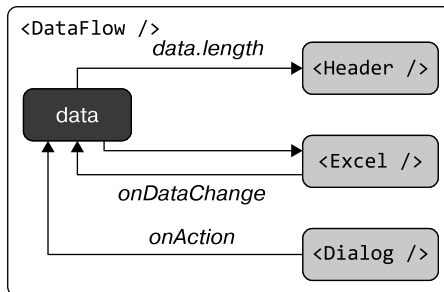 <DataFlow />
data.length
<Header />
data
<Excel />
onDataChange
onAction
<Dialog />